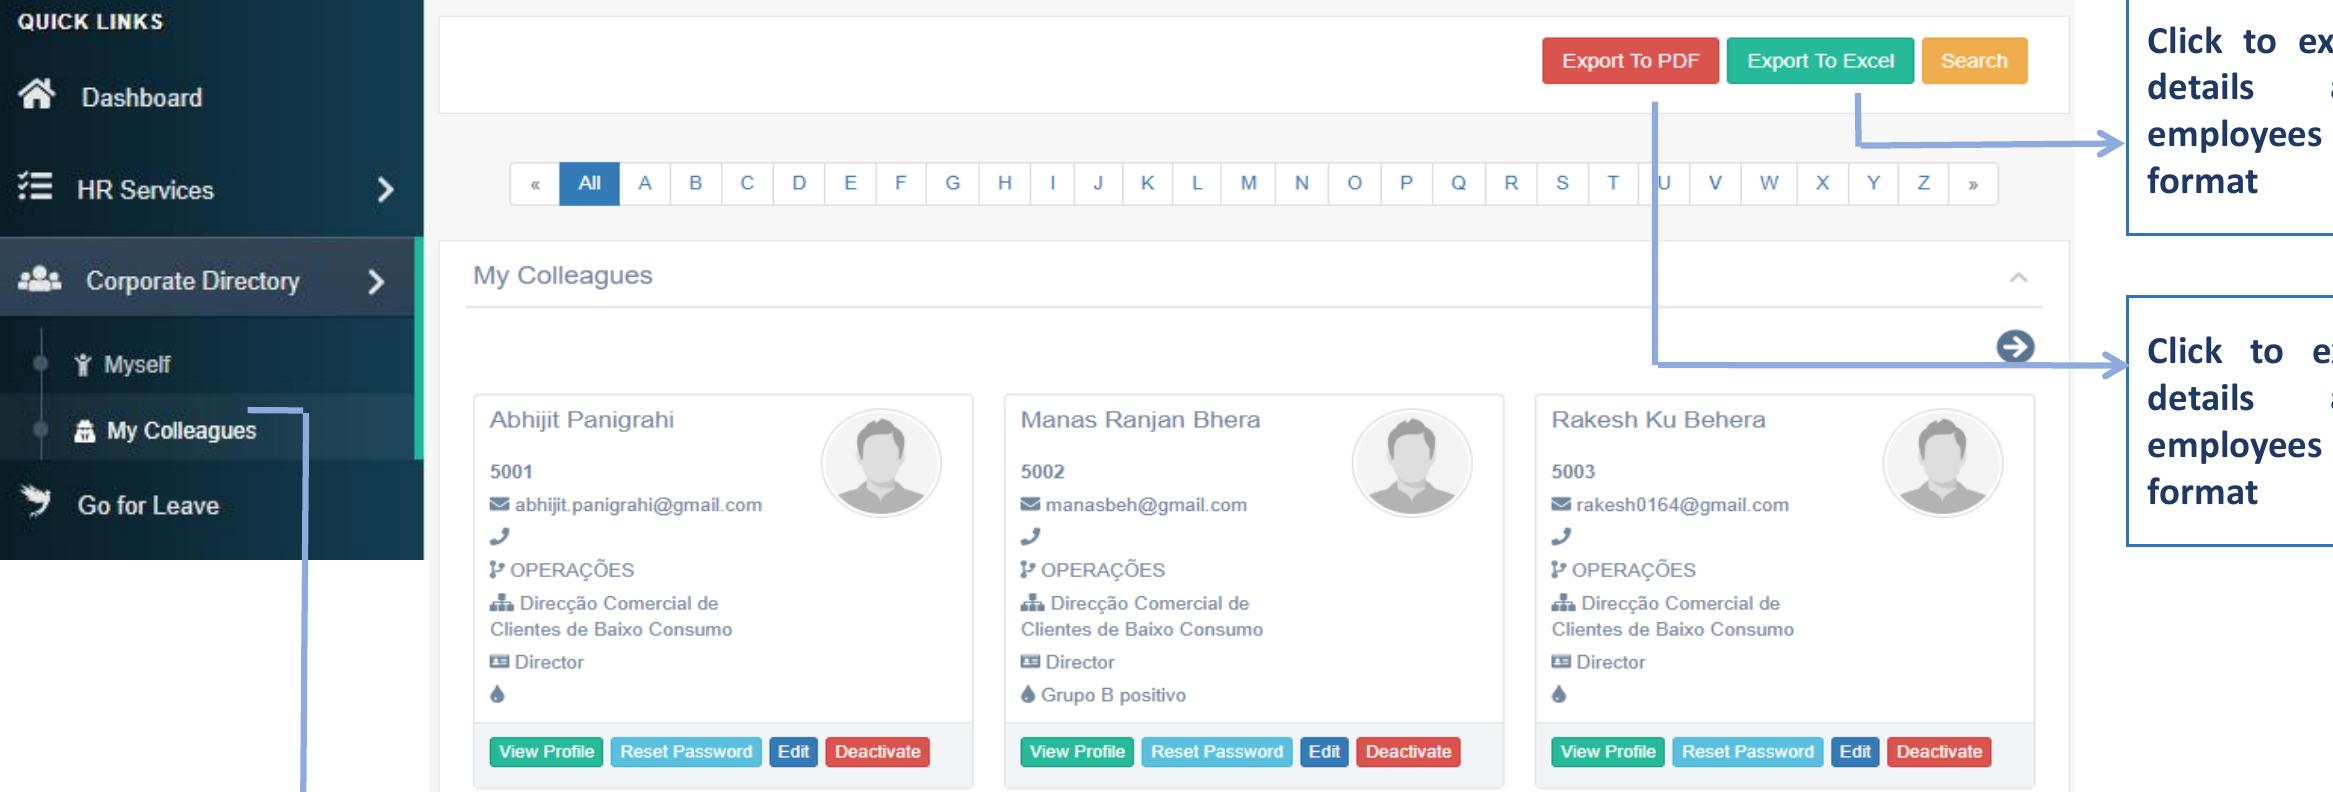 QUICK LINKS
Dashboard
HR Services
Corporate Directory
Myself
My Colleagues
Go for Leave
Export To PDF Export To Excel Search
« All A B C D E F G H I J K L M N O P Q R S T U V W X Y Z »
My Colleagues
Abhijit Panigrahi
5001
abhijit.panigrahi@gmail.com
OPERAÇÕES
Direcção Comercial de
Clientes de Baixo Consumo
Director
View Profile Reset Password Edit Deactivate
Manas Ranjan Bhera
5002
manasbeh@gmail.com
OPERAÇÕES
Direcção Comercial de
Clientes de Baixo Consumo
Director
Grupo B positivo
View Profile Reset Password Edit Deactivate
Rakesh Ku Behera
5003
rakesh0164@gmail.com
OPERAÇÕES
Direcção Comercial de
Clientes de Baixo Consumo
Director
View Profile Reset Password Edit Deactivate
Click to
details
employees
format
Click to
details
employees
format